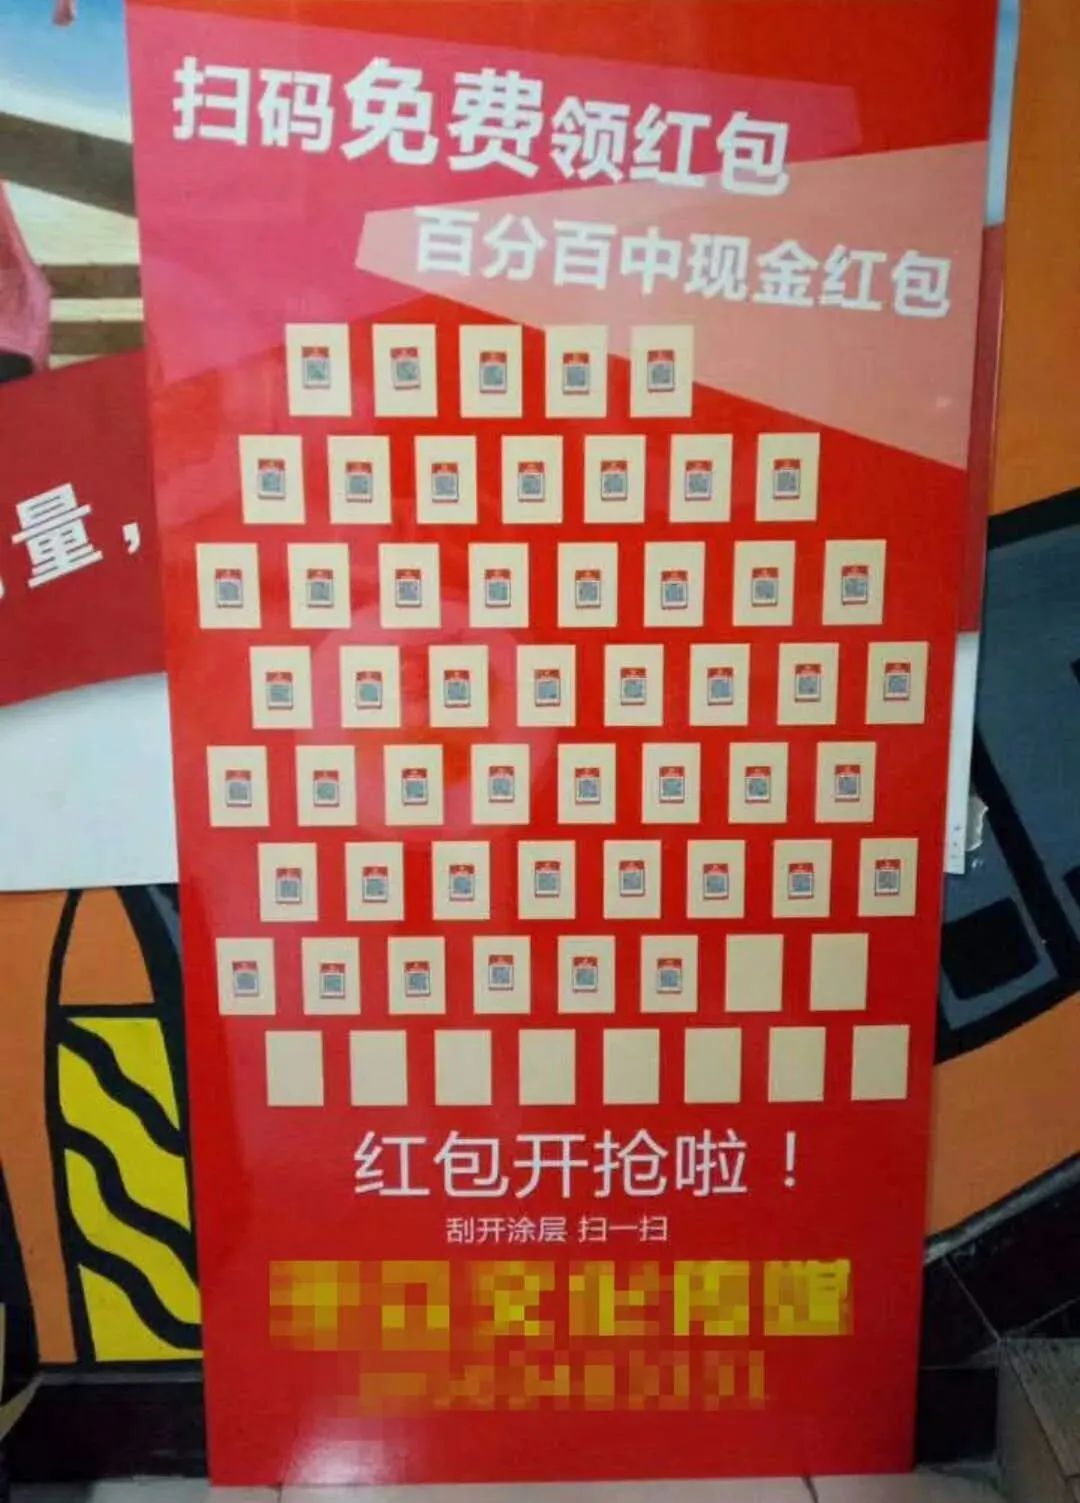 扫码免费领红包
百分百中现金红包
量，
红包开抢啦！
刮开涂层 扫一扫